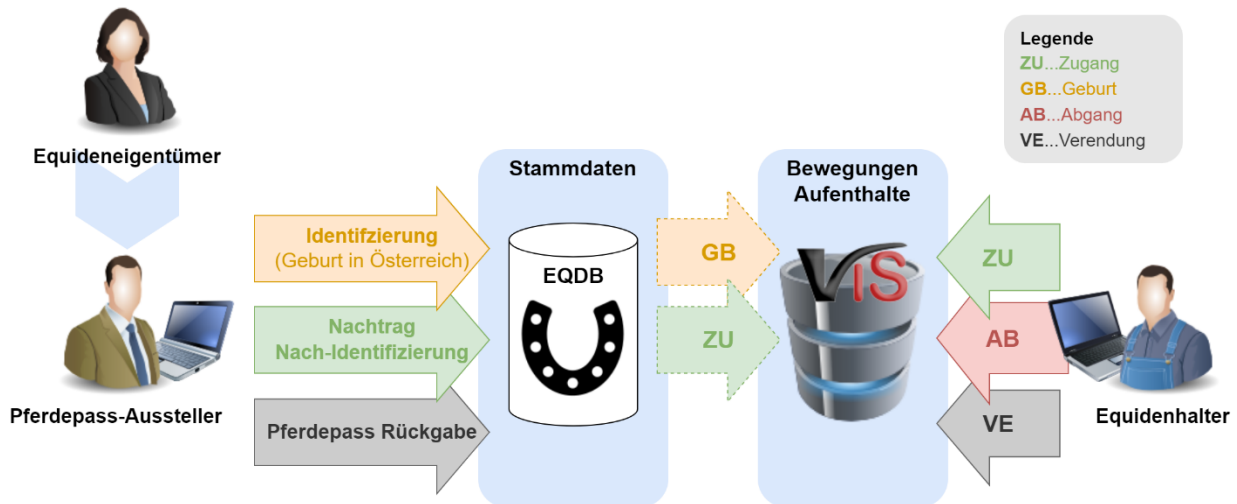 Equideneigentümer
Pferdepass-Aussteller
Identifzierung
(Geburt in Österreich)
Nachtrag
Nach-Identifizierung
Pferdepass Rückgabe
Stammdaten
EQDB
GB
ZU
Bewegungen
Aufenthalte
VIS
ZU
AB
VE
Equidenhalter
Legende
ZU...Zugang
GB...Geburt
AB...Abgang
VE...Verendung